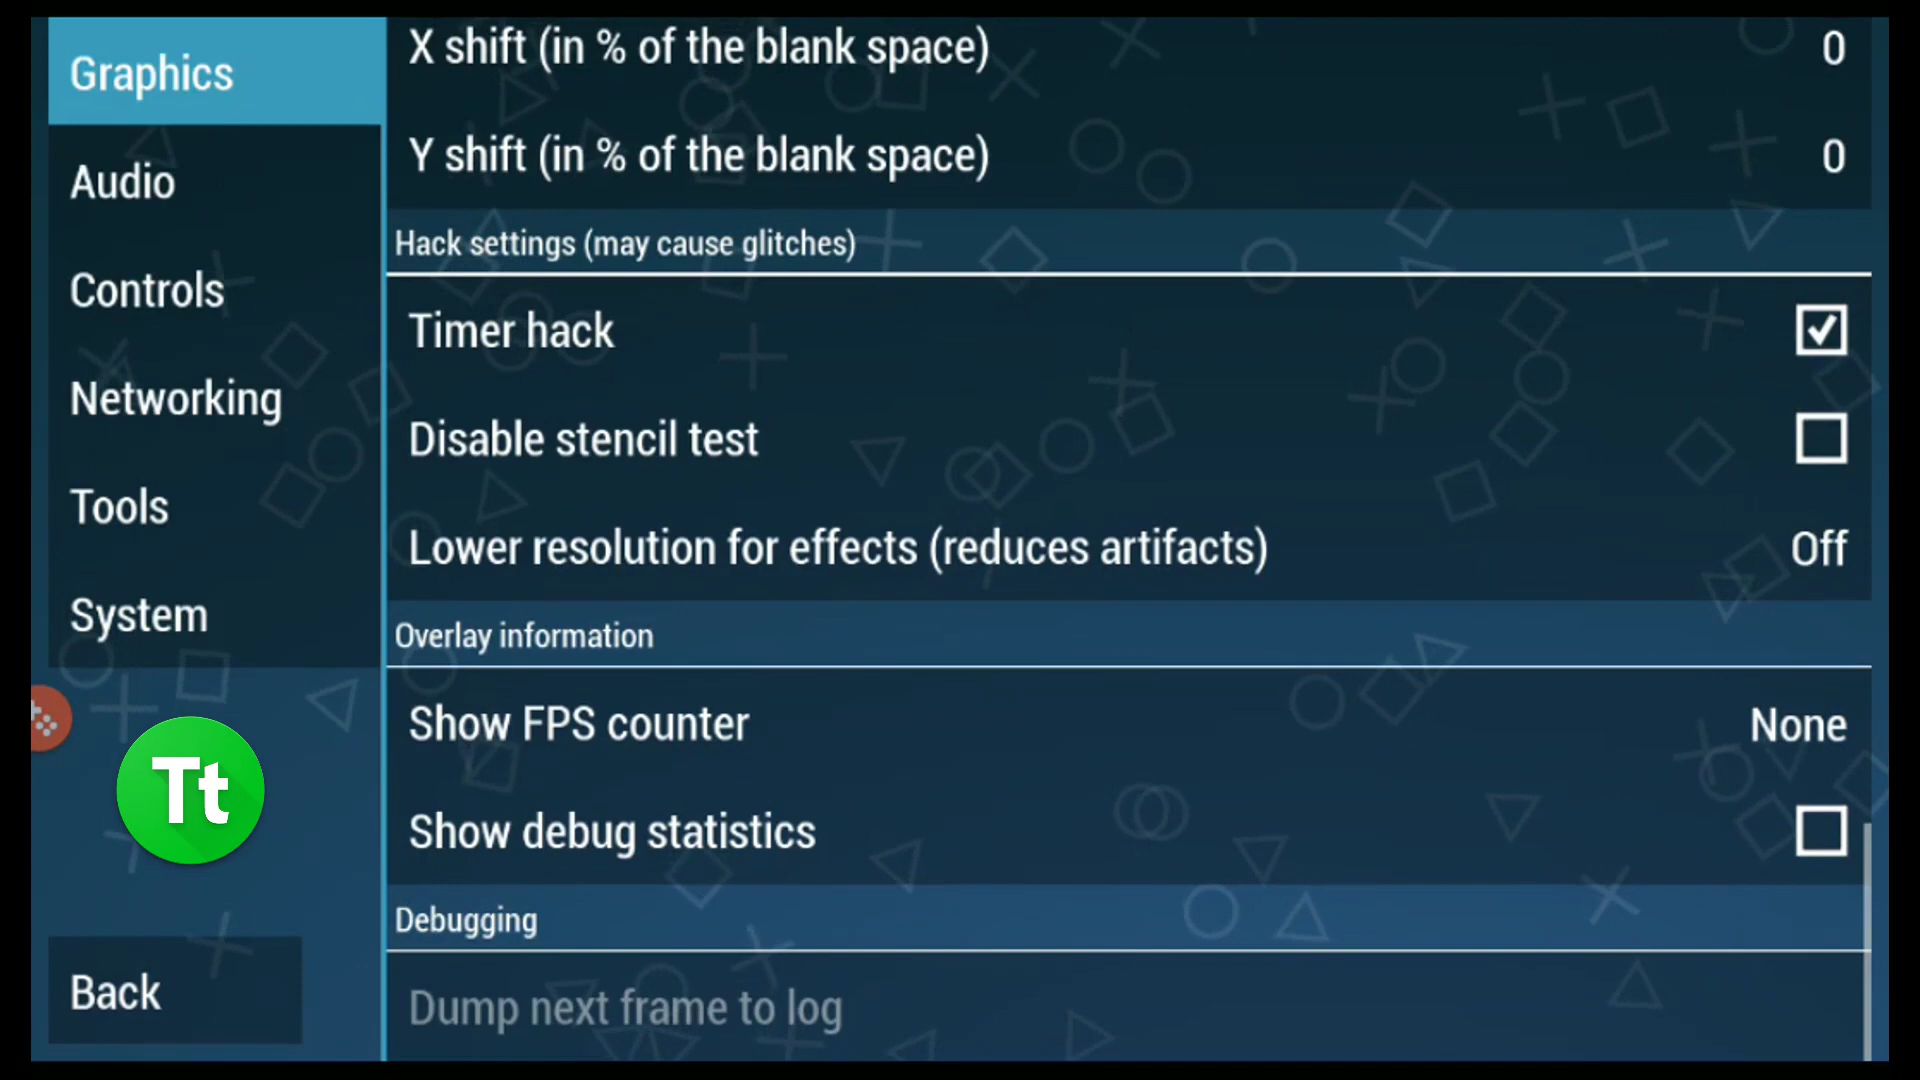 Graphics
Audio
Controls
Networking
Tools
System
Tt
Back
X shift (in % of the blank space) 0
Y shift (in % of the blank space) 0
Hack settings (may cause glitches)
Timer hack
Disable stencil test
Lower resolution for effects (reduces artifacts) Off
Overlay information
Show FPS counter None
Show debug statistics
Debugging
Dump next frame to log